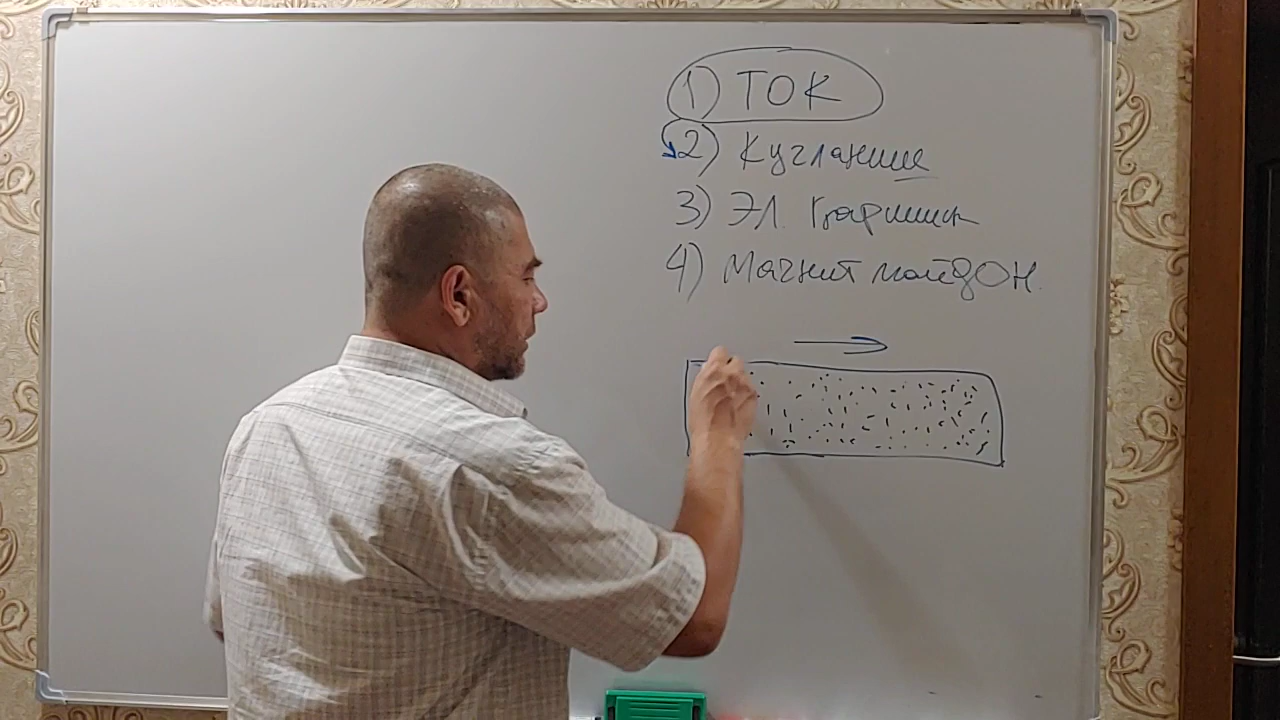 1) ТОК
2) Кучланиш
3) ЭЛ. қаршилик
4) Магнит майдОН.